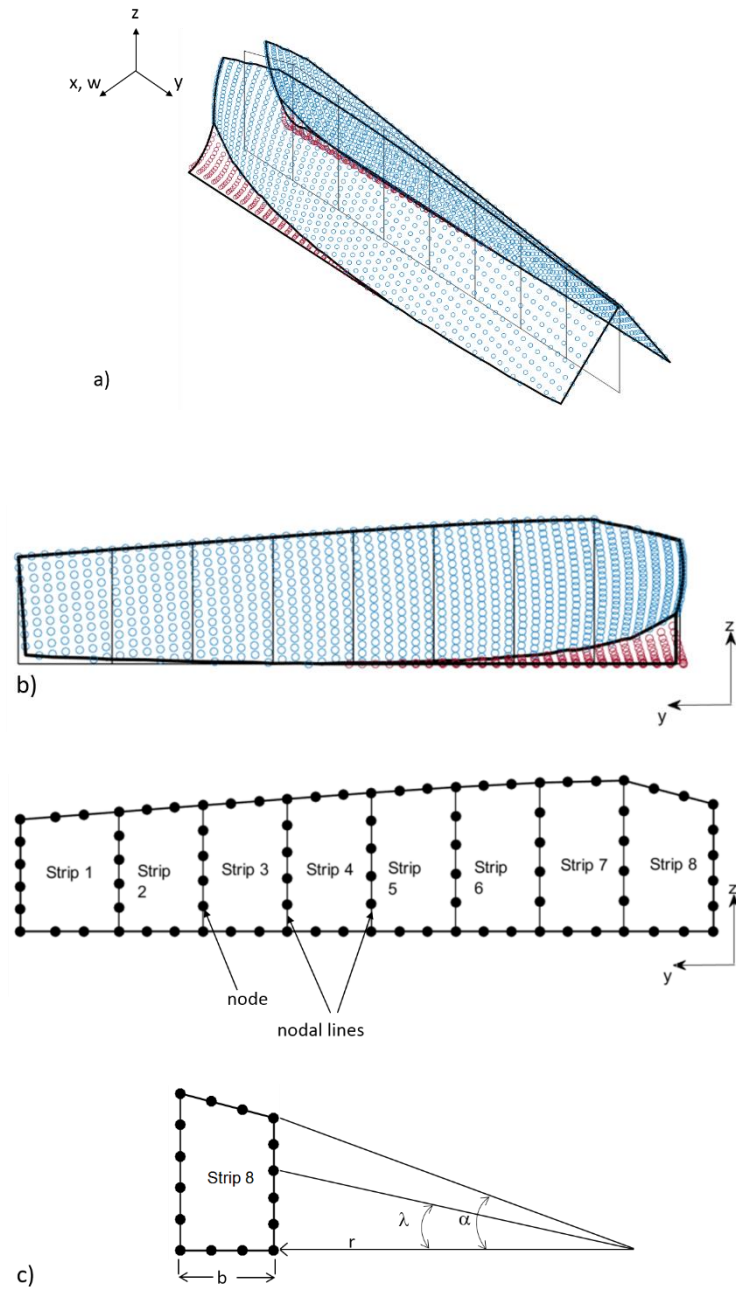 z
x, w
y
a)
z
y
b)
Strip 1
Strip 2
Strip 3
Strip 4
Strip 5
Strip 6
Strip 7
Strip 8
z
y
node
nodal lines
Strip 8
λ
α
r
b
c)